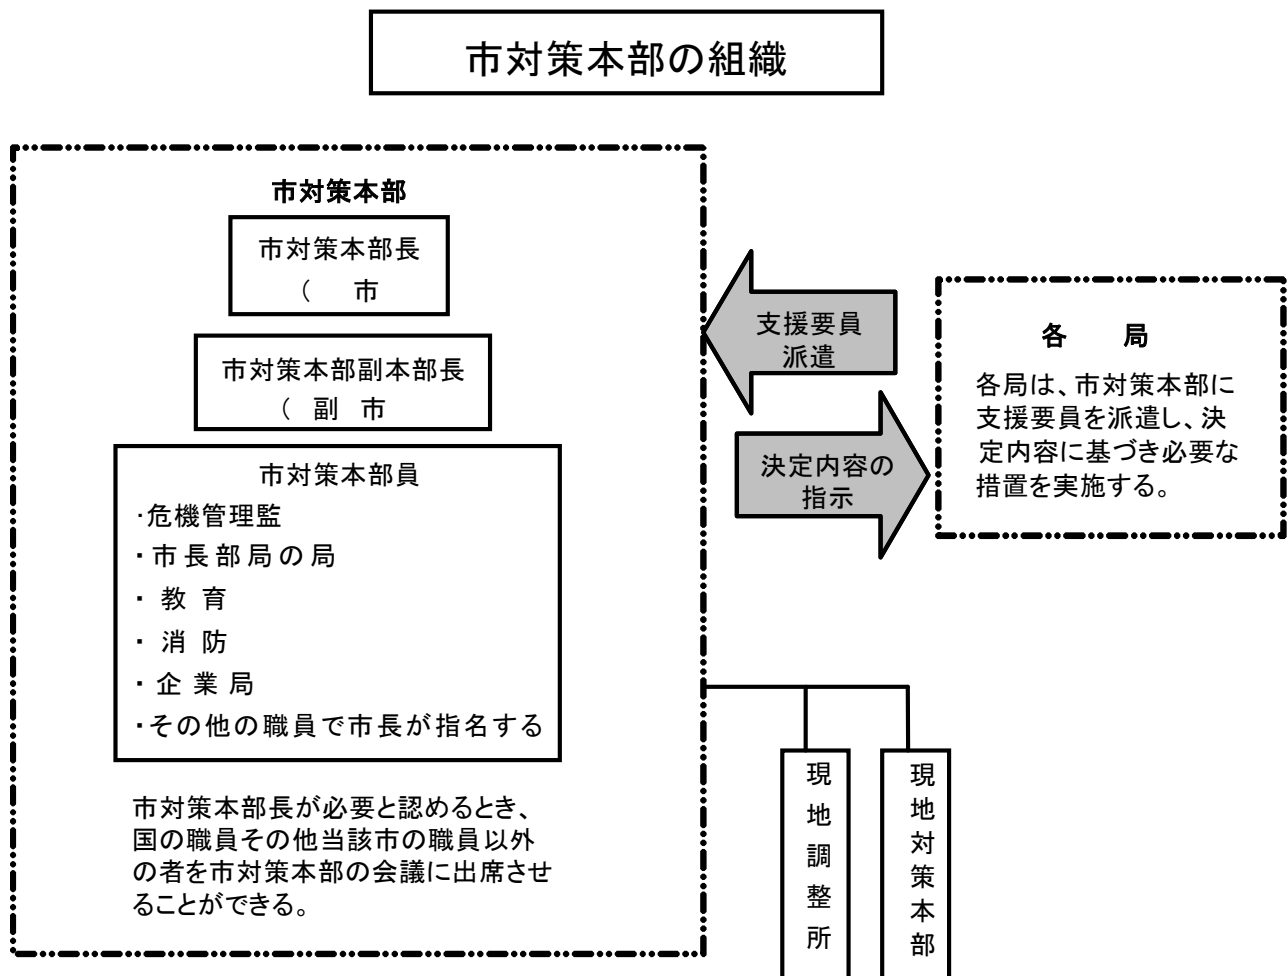 市対策本部の組織
市対策本部
市対策本部長
（　市
市対策本部副本部長
（ 副 市
市対策本部員
・危機管理監
・市長部局の局
・ 教 育
・ 消 防
・ 企 業 局
・その他の職員で市長が指名する
市対策本部長が必要と認めるとき、
国の職員その他当該市の職員以外
の者を市対策本部の会議に出席させ
ることができる。
支援要員
派遣
決定内容の
指示
各　局
各局は、市対策本部に
支援要員を派遣し、決
定内容に基づき必要な
措置を実施する。
現地調整所
現地対策本部